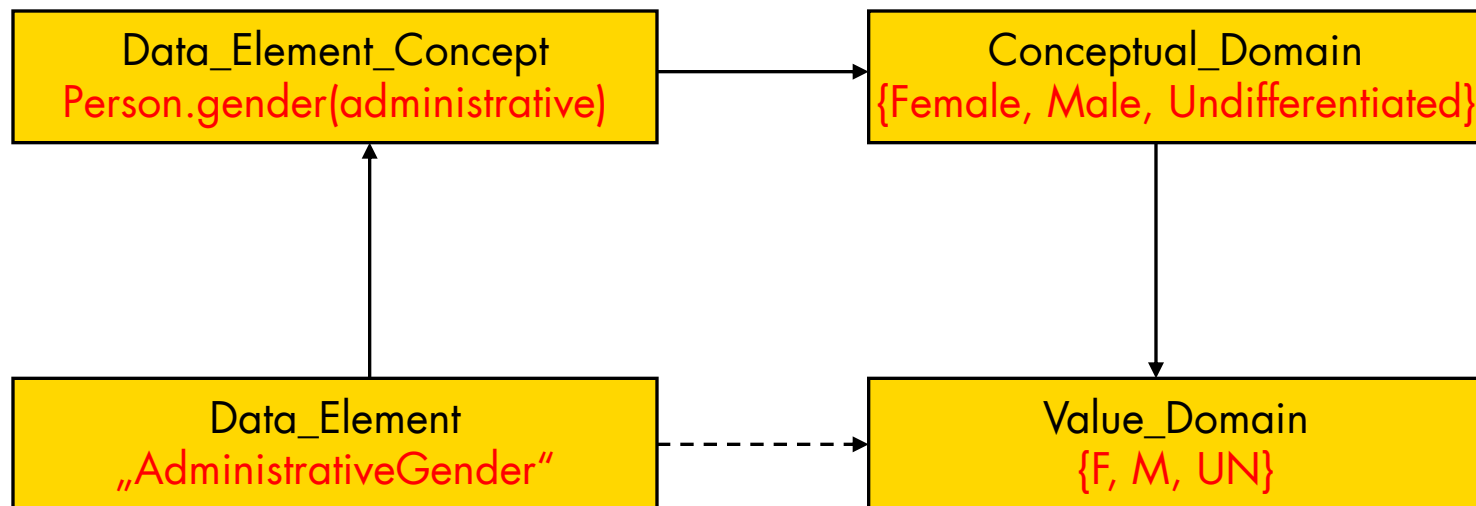 Data_Element_Concept
Person.gender(administrative)
Conceptual_Domain
{Female, Male, Undifferentiated}
Data_Element
„AdministrativeGender“
Value_Domain
{F, M, UN}